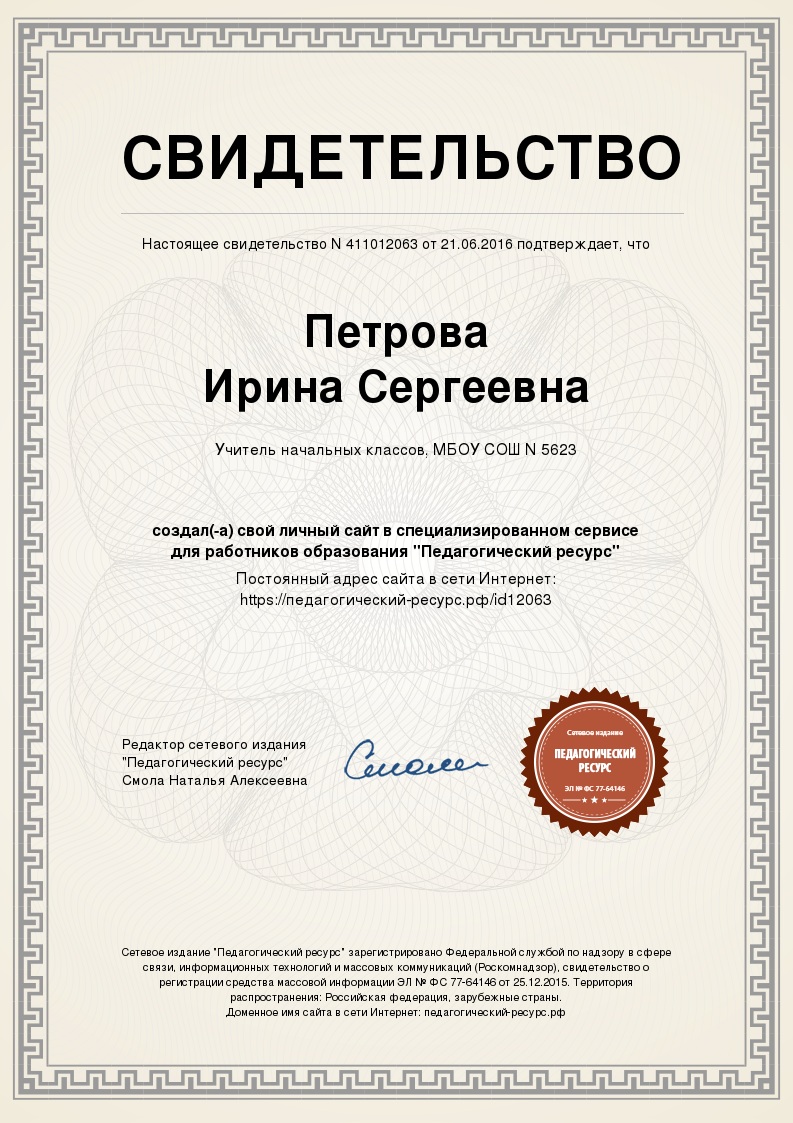 СВИДЕТЕЛЬСТВО
Настоящее свидетельство N 411012063 от 21.06.2016 подтверждает, что
Петрова
Ирина Сергеевна
Учитель начальных классов, МБОУ СОШ N 5623
создал(-а) свой личный сайт в специализированном сервисе
для работников образования "Педагогический ресурс"
Постоянный адрес сайта в сети Интернет:
https://педагогический-ресурс.рф/id12063
Редактор сетевого издания
"Педагогический ресурс"
Смола Наталья Алексеевна
Сетевое издание
ПЕДАГОГИЧЕСКИЙ
РЕСУРС
ЭЛ № ФС 77-64146
Сетевое издание "Педагогический ресурс" зарегистрировано Федеральной службой по надзору в сфере
связи, информационных технологий и массовых коммуникаций (Роскомнадзор), свидетельство о
регистрации средства массовой информации ЭЛ № ФС 77-64146 от 25.12.2015. Территория
распространения: Российская федерация, зарубежные страны.
Доменное имя сайта в сети Интернет: педагогический-ресурс.рф